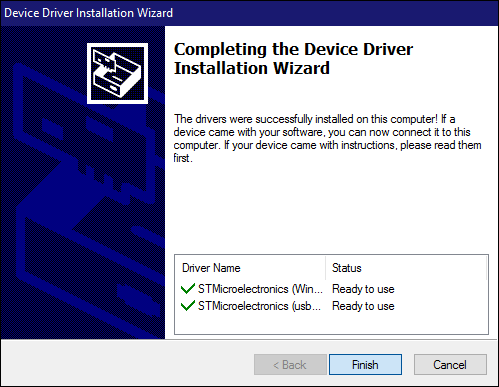 Device Driver Installation Wizard
Completing the Device Driver
Installation Wizard
The drivers were successfully installed on this computer! If a
device came with your software, you can now connect it to this
computer. If your device came with instructions, please read them
first.
Driver Name Status
STMicroelectronics (Win... Ready to use
STMicroelectronics (usb... Ready to use
< Back Finish Cancel